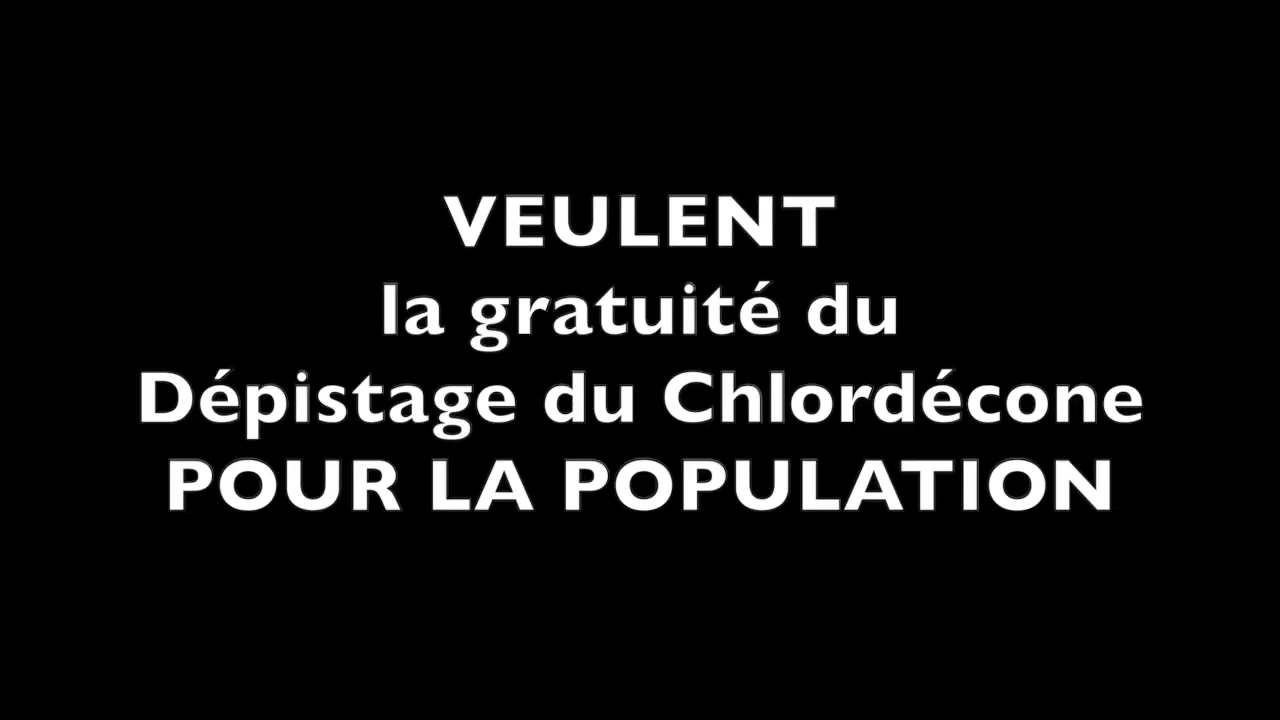 VEULENT
la gratuité du
Dépistage du Chlordécone
POUR LA POPULATION